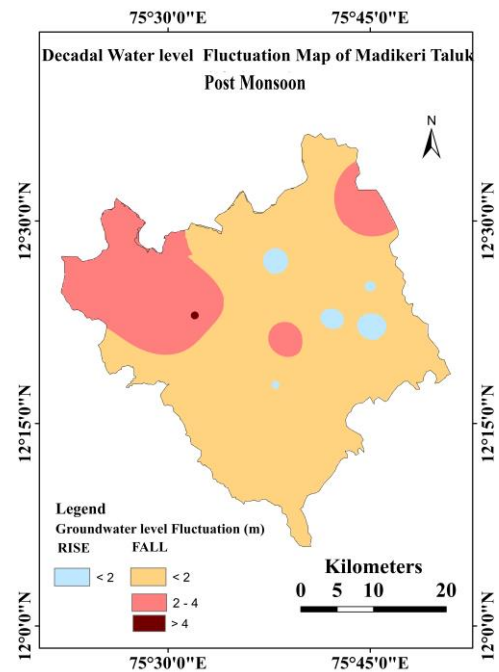 75°30'0"E 75°45'0"E
Decadal Water level Fluctuation Map of Madikeri Taluk
Post Monsoon
N
12°30'0"N 12°30'0"N
12°15'0"N 12°15'0"N
Legend
Groundwater level Fluctuation (m)
RISE FALL
< 2 < 2
2 - 4
> 4
Kilometers
0 5 10 20
12°0'0"N 12°0'0"N
75°30'0"E 75°45'0"E